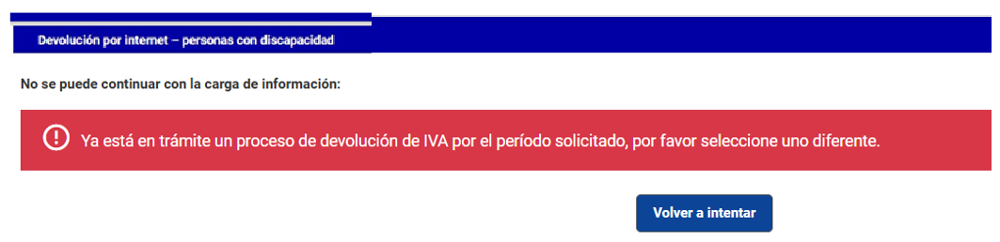 Devolución por internet – personas con discapacidad
No se puede continuar con la carga de información:
Ya está en trámite un proceso de devolución de IVA por el período solicitado, por favor seleccione uno diferente.
Volver a intentar